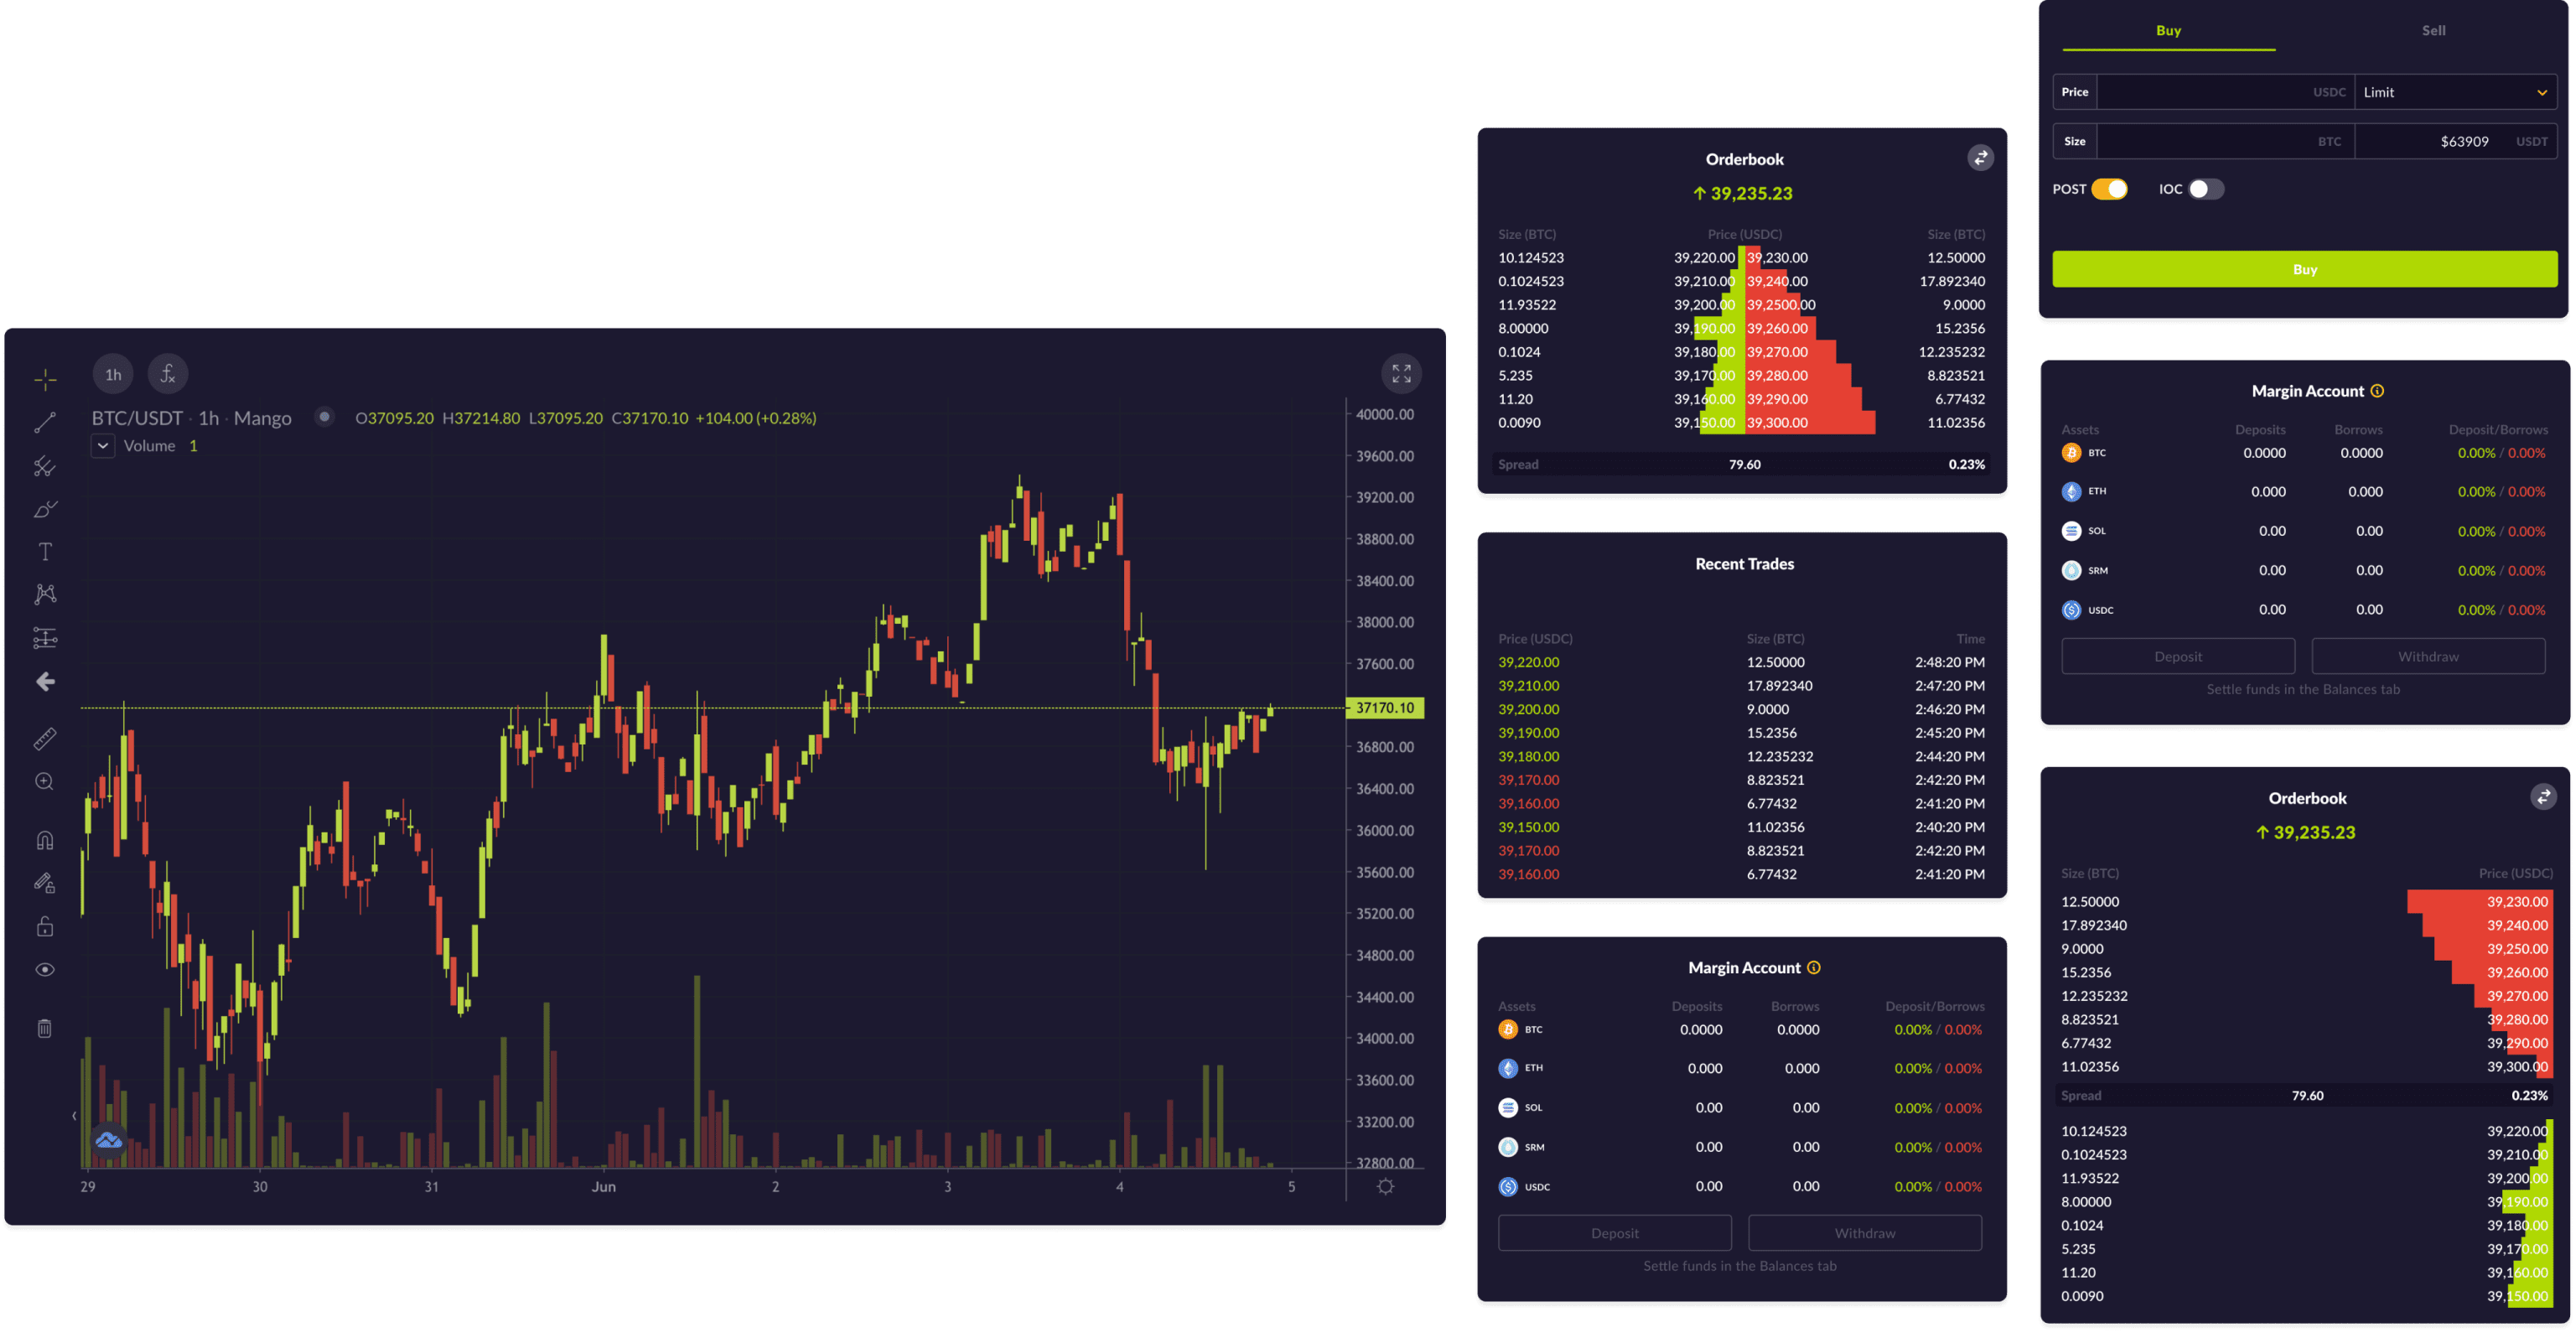 1h fx
BTC/USDT · 1h · Mango O37095.20 H37214.80 L37095.20 C37170.10 +104.00 (+0.28%)
Volume 1
T
40000.00
39600.00
39200.00
38800.00
38400.00
38000.00
37600.00
37170.10
36800.00
36400.00
36000.00
35600.00
35200.00
34800.00
34400.00
34000.00
33600.00
33200.00
32800.00
29 30 31 Jun 2 3 4 5
Orderbook
↑ 39,235.23
Size (BTC) Price (USDC) Size (BTC)
10.124523 39,220.00 39,230.00 12.50000
0.1024523 39,210.00 39,240.00 17.892340
11.93522 39,200.00 39,2500.00 9.0000
8.00000 39,190.00 39,260.00 15.2356
0.1024 39,180.00 39,270.00 12.235232
5.235 39,170.00 39,280.00 8.823521
11.20 39,160.00 39,290.00 6.77432
0.0090 39,150.00 39,300.00 11.02356
Spread 79.60 0.23%
Recent Trades
Price (USDC) Size (BTC) Time
39,220.00 12.50000 2:48:20 PM
39,210.00 17.892340 2:47:20 PM
39,200.00 9.0000 2:46:20 PM
39,190.00 15.2356 2:45:20 PM
39,180.00 12.235232 2:44:20 PM
39,170.00 8.823521 2:42:20 PM
39,160.00 6.77432 2:41:20 PM
39,150.00 11.02356 2:40:20 PM
39,170.00 8.823521 2:42:20 PM
39,160.00 6.77432 2:41:20 PM
Margin Account
Assets Deposits Borrows Deposit/Borrows
BTC 0.0000 0.0000 0.00% / 0.00%
ETH 0.000 0.000 0.00% / 0.00%
SOL 0.00 0.00 0.00% / 0.00%
SRM 0.00 0.00 0.00% / 0.00%
USDC 0.00 0.00 0.00% / 0.00%
Deposit Withdraw
Settle funds in the Balances tab
Buy Sell
Price USDC Limit
Size BTC $63909 USDT
POST IOC
Buy
Margin Account
Assets Deposits Borrows Deposit/Borrows
BTC 0.0000 0.0000 0.00% / 0.00%
ETH 0.000 0.000 0.00% / 0.00%
SOL 0.00 0.00 0.00% / 0.00%
SRM 0.00 0.00 0.00% / 0.00%
USDC 0.00 0.00 0.00% / 0.00%
Deposit Withdraw
Settle funds in the Balances tab
Orderbook
↑ 39,235.23
Size (BTC) Price (USDC)
12.50000 39,230.00
17.892340 39,240.00
9.0000 39,250.00
15.2356 39,260.00
12.235232 39,270.00
8.823521 39,280.00
6.77432 39,290.00
11.02356 39,300.00
Spread 79.60 0.23%
10.124523 39,220.00
0.1024523 39,210.00
11.93522 39,200.00
8.00000 39,190.00
0.1024 39,180.00
5.235 39,170.00
11.20 39,160.00
0.0090 39,150.00